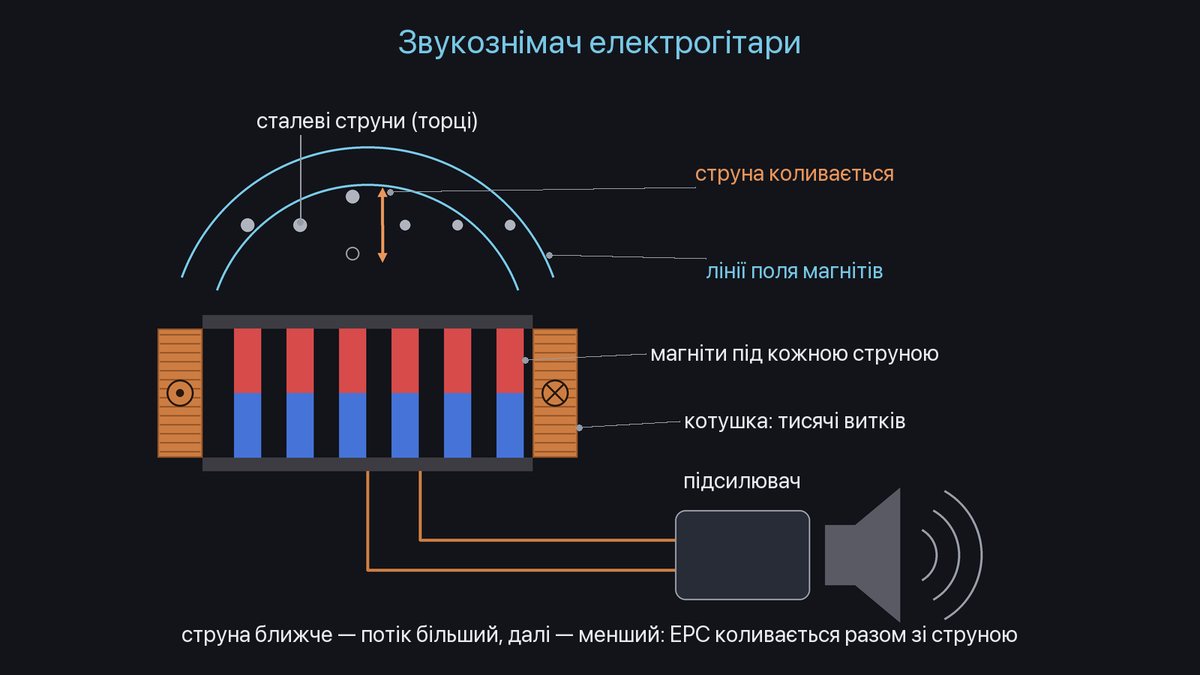 Звукознімач електрогітари
сталеві струни (торці)
струна коливається
лінії поля магнітів
магніти під кожною струною
котушка: тисячі витків
підсилювач
струна ближче — потік більший, далі — менший: ЕРС коливається разом зі струною